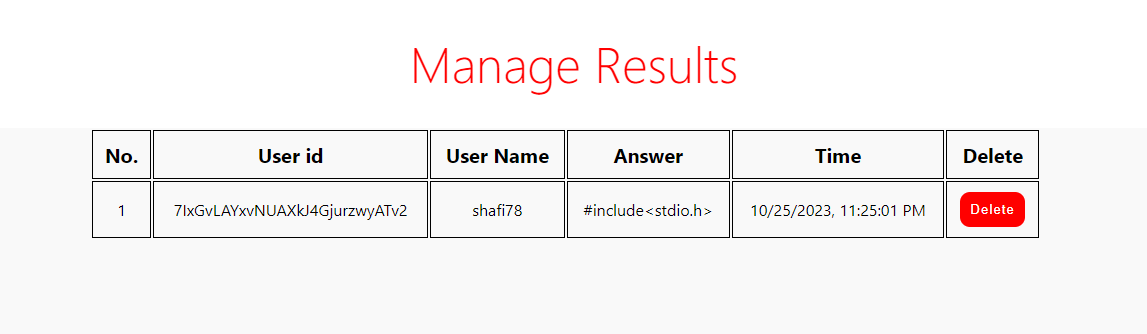 Manage Results
No. User id User Name Answer Time Delete
1 7IxGvLAYxvNUAXkJ4GjurzwyATv2 shafi78 #include<stdio.h> 10/25/2023, 11:25:01 PM Delete